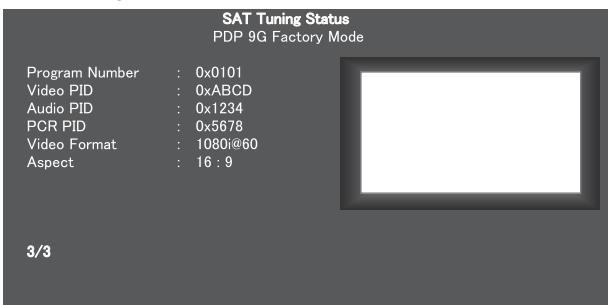 SAT Tuning Status
PDP 9G Factory Mode
Program Number : 0x0101
Video PID : 0xABCD
Audio PID : 0x1234
PCR PID : 0x5678
Video Format : 1080i@60
Aspect : 16 : 9
3/3